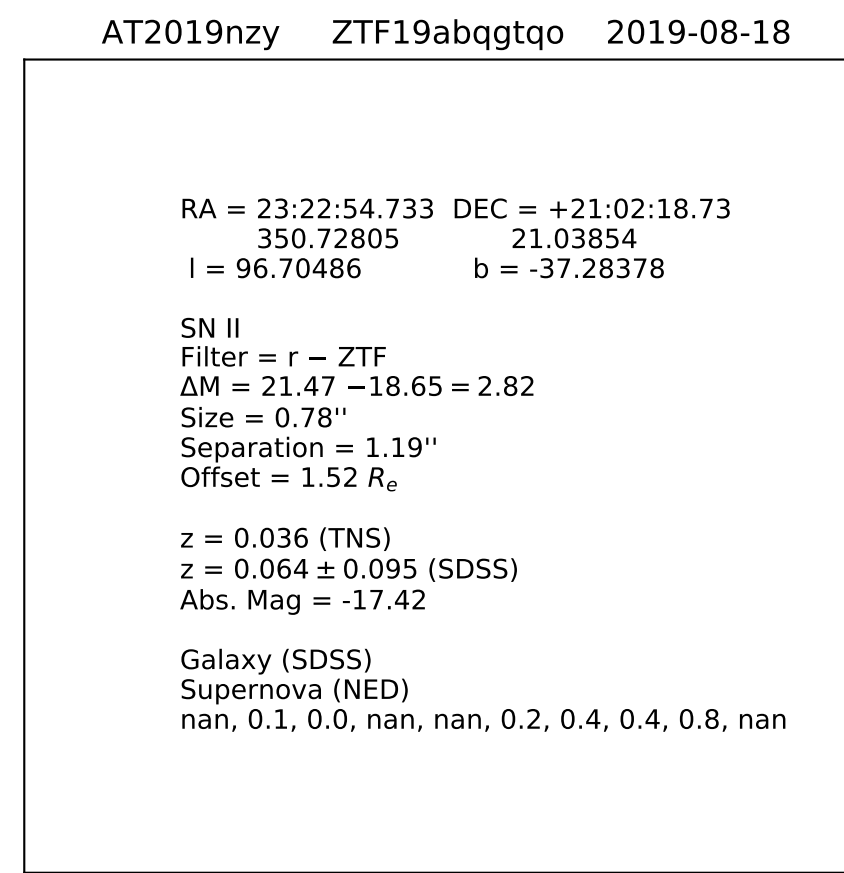 AT2019nzy ZTF19abqgtqo 2019-08-18
RA = 23:22:54.733 DEC = +21:02:18.73
350.72805 21.03854
l = 96.70486 b = -37.28378
SN II
Filter = r − ZTF
ΔM = 21.47 −18.65 = 2.82
Size = 0.78''
Separation = 1.19''
Offset = 1.52 Rₑ
z = 0.036 (TNS)
z = 0.064 ± 0.095 (SDSS)
Abs. Mag = -17.42
Galaxy (SDSS)
Supernova (NED)
nan, 0.1, 0.0, nan, nan, 0.2, 0.4, 0.4, 0.8, nan